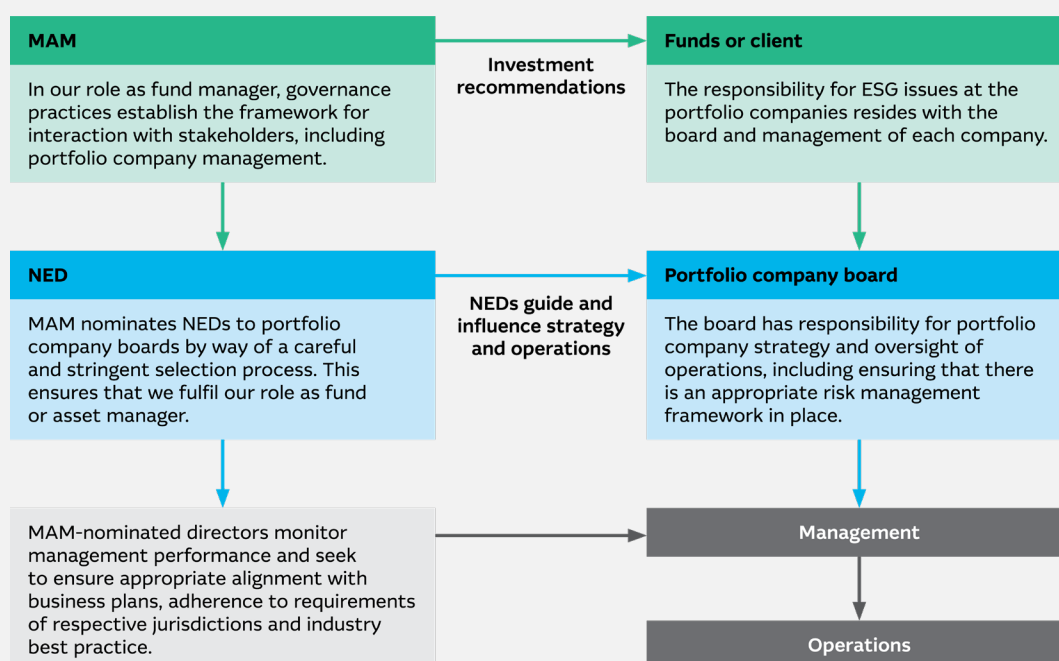 MAM
In our role as fund manager, governance
practices establish the framework for
interaction with stakeholders, including
portfolio company management.
Investment
recommendations
Funds or client
The responsibility for ESG issues at the
portfolio companies resides with the
board and management of each company.
NED
MAM nominates NEDs to portfolio
company boards by way of a careful
and stringent selection process. This
ensures that we fulfil our role as fund
or asset manager.
NEDs guide and
influence strategy
and operations
Portfolio company board
The board has responsibility for portfolio
company strategy and oversight of
operations, including ensuring that there
is an appropriate risk management
framework in place.
MAM-nominated directors monitor
management performance and seek
to ensure appropriate alignment with
business plans, adherence to requirements
of respective jurisdictions and industry
best practice.
Management
Operations